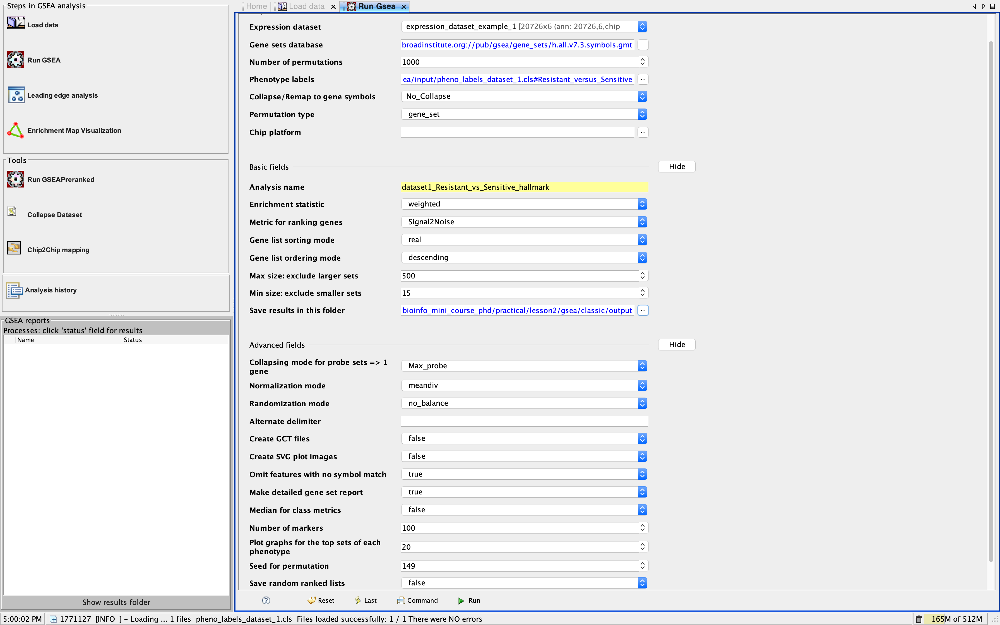 Steps in GSEA analysis
Load data
Run GSEA
Leading edge analysis
Enrichment Map Visualization
Tools
Run GSEAPreranked
Collapse Dataset
Chip2Chip mapping
Analysis history
GSEA reports
Processes: click 'status' field for results
Name Status
Show results folder
Home Load data × Run Gsea ×
Expression dataset expression_dataset_example_1 [20726x6 (ann: 20726,6,chip
Gene sets database broadinstitute.org://pub/gsea/gene_sets/h.all.v7.3.symbols.gmt ...
Number of permutations 1000
Phenotype labels ea/input/pheno_labels_dataset_1.cls#Resistant_versus_Sensitive ...
Collapse/Remap to gene symbols No_Collapse
Permutation type gene_set
Chip platform ...
Basic fields Hide
Analysis name dataset1_Resistant_vs_Sensitive_hallmark
Enrichment statistic weighted
Metric for ranking genes Signal2Noise
Gene list sorting mode real
Gene list ordering mode descending
Max size: exclude larger sets 500
Min size: exclude smaller sets 15
Save results in this folder bioinfo_mini_course_phd/practical/lesson2/gsea/classic/output ...
Advanced fields Hide
Collapsing mode for probe sets => 1
gene
Max_probe
Normalization mode meandiv
Randomization mode no_balance
Alternate delimiter
Create GCT files false
Create SVG plot images false
Omit features with no symbol match true
Make detailed gene set report true
Median for class metrics false
Number of markers 100
Plot graphs for the top sets of each
phenotype
20
Seed for permutation 149
Save random ranked lists false
? Reset Last Command Run
5:00:02 PM 1771127 [INFO ] - Loading ... 1 files pheno_labels_dataset_1.cls Files loaded successfully: 1 / 1 There were NO errors 165M of 512M